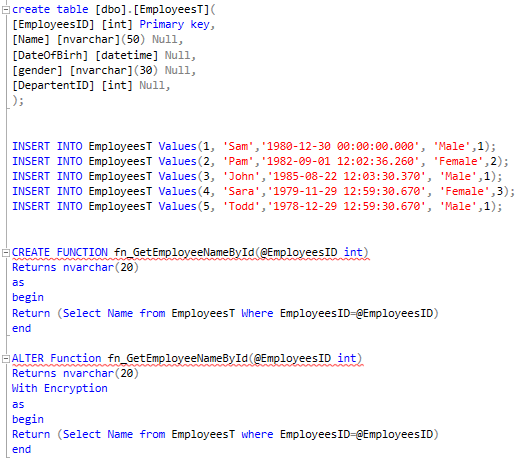 create table [dbo].[EmployeesT](
[EmployeesID] [int] Primary key,
[Name] [nvarchar](50) Null,
[DateOfBirh] [datetime] Null,
[gender] [nvarchar](30) Null,
[DepartentID] [int] Null,
);
INSERT INTO EmployeesT Values(1, 'Sam','1980-12-30 00:00:00.000', 'Male',1);
INSERT INTO EmployeesT Values(2, 'Pam','1982-09-01 12:02:36.260', 'Female',2);
INSERT INTO EmployeesT Values(3, 'John','1985-08-22 12:03:30.370', 'Male',1);
INSERT INTO EmployeesT Values(4, 'Sara','1979-11-29 12:59:30.670', 'Female',3);
INSERT INTO EmployeesT Values(5, 'Todd','1978-12-29 12:59:30.670', 'Male',1);
CREATE FUNCTION fn_GetEmployeeNameById(@EmployeesID int)
Returns nvarchar(20)
as
begin
Return (Select Name from EmployeesT Where EmployeesID=@EmployeesID)
end
ALTER Function fn_GetEmployeeNameById(@EmployeesID int)
Returns nvarchar(20)
With Encryption
as
begin
Return (Select Name from EmployeesT where EmployeesID=@EmployeesID)
end